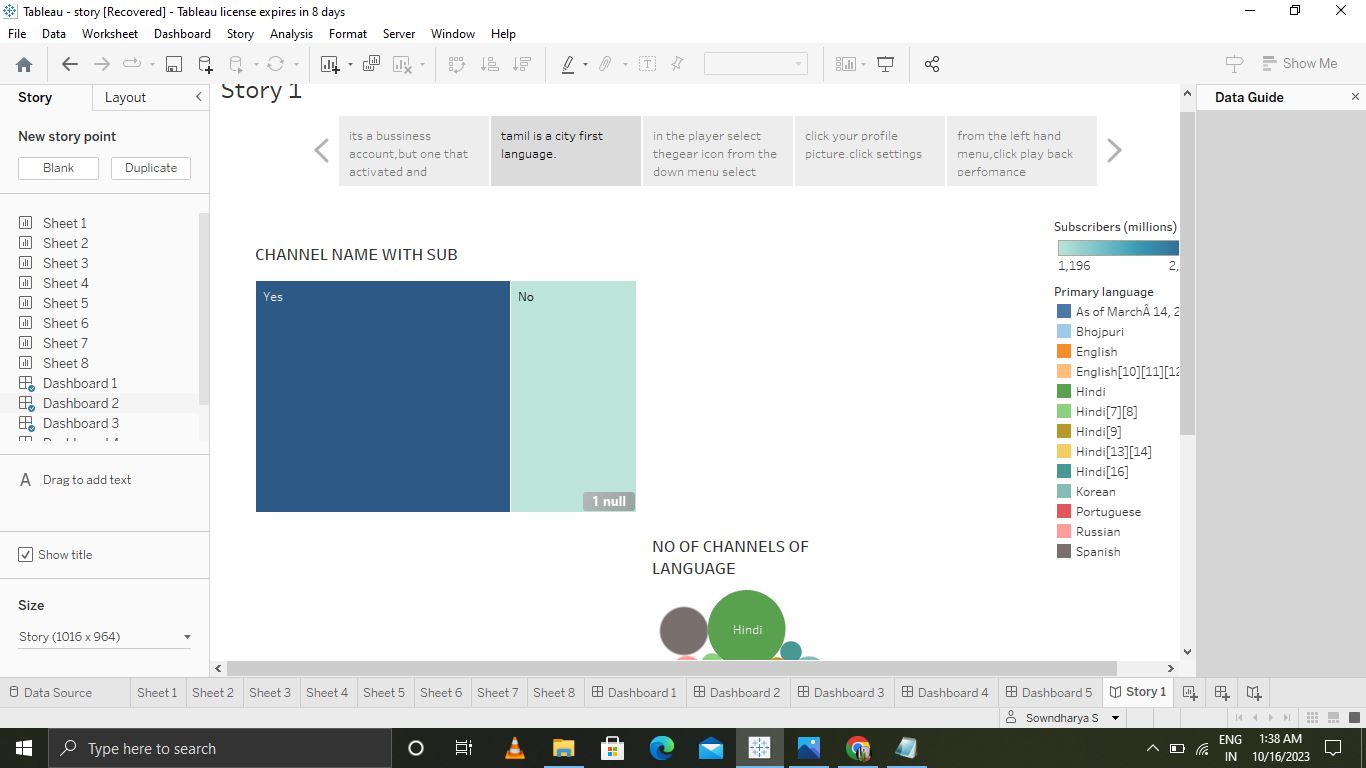 Tableau - story [Recovered] - Tableau license expires in 8 days
File Data Worksheet Dashboard Story Analysis Format Server Window Help
Show Me
Story Layout
New story point
Blank Duplicate
Sheet 1
Sheet 2
Sheet 3
Sheet 4
Sheet 5
Sheet 6
Sheet 7
Sheet 8
Dashboard 1
Dashboard 2
Dashboard 3
A Drag to add text
Show title
Size
Story (1016 x 964)
Story 1
its a bussiness
account,but one that
activated and
tamil is a city first
language.
in the player select
thegear icon from the
down menu select
click your profile
picture.click settings
from the left hand
menu,click play back
perfomance
CHANNEL NAME WITH SUB
Yes
No
1 null
NO OF CHANNELS OF
LANGUAGE
Hindi
Subscribers (millions)
1,196 2,
Primary language
As of MarchÂ 14, 2
Bhojpuri
English
English[10][11][12
Hindi
Hindi[7][8]
Hindi[9]
Hindi[13][14]
Hindi[16]
Korean
Portuguese
Russian
Spanish
Data Guide
Data Source Sheet 1 Sheet 2 Sheet 3 Sheet 4 Sheet 5 Sheet 6 Sheet 7 Sheet 8 Dashboard 1 Dashboard 2 Dashboard 3 Dashboard 4 Dashboard 5 Story 1
Sowndharya S
Type here to search
ENG
IN
1:38 AM
10/16/2023